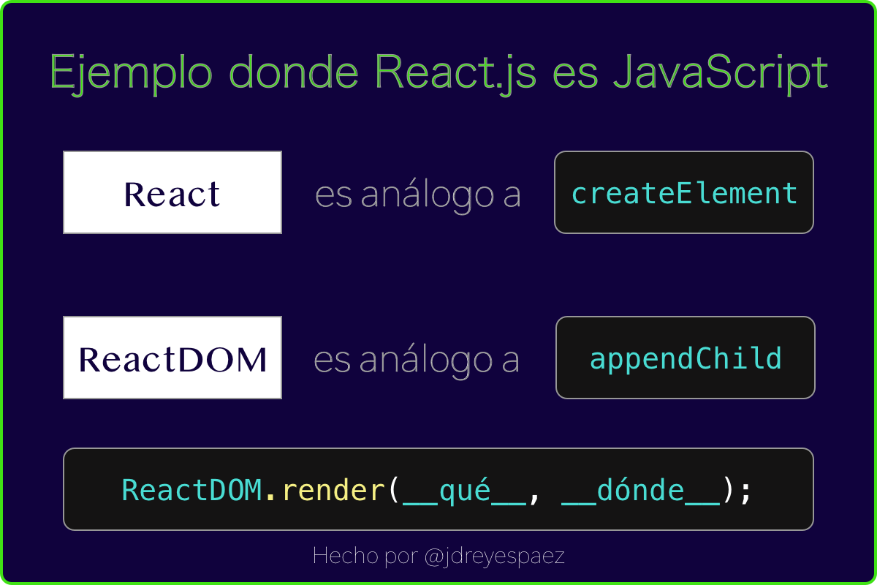 Ejemplo donde React.js es JavaScript
React es análogo a createElement
ReactDOM es análogo a appendChild
ReactDOM.render(__qué__, __dónde__);
Hecho por @jdreyespaez